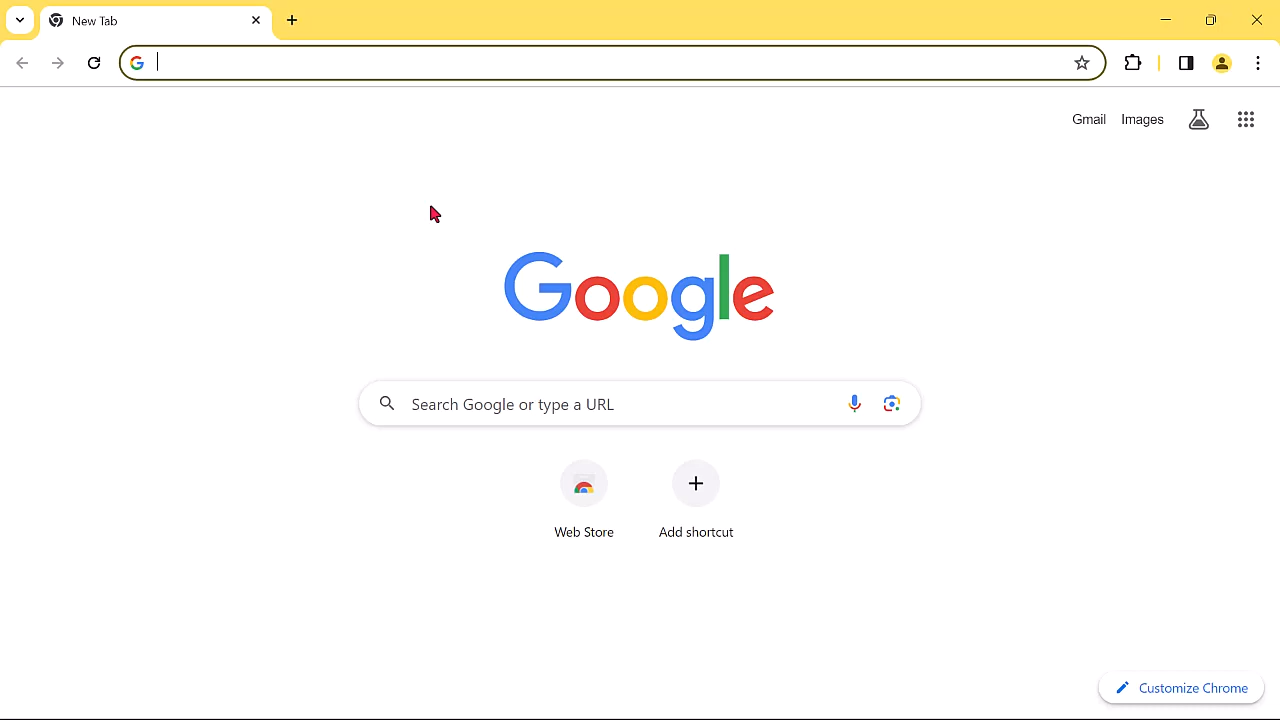 New Tab
Gmail Images
Google
Search Google or type a URL
Web Store Add shortcut
Customize Chrome